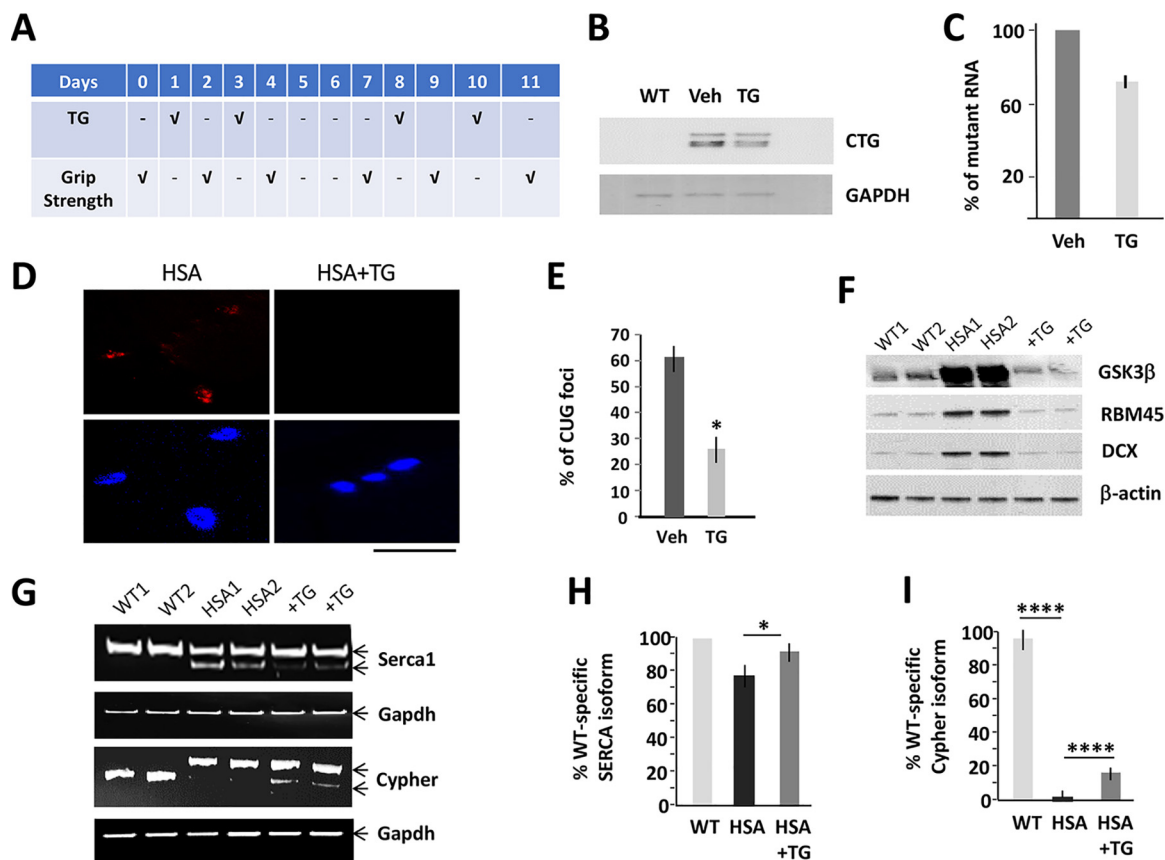 A
Days 0 1 2 3 4 5 6 7 8 9 10 11
TG - √ - √ - - - - √ √ -
Grip √ - √ - √ - - √ - √ - √
Strength
B
WT Veh TG
CTG
GAPDH
C
% of mutant RNA
100
60
20
Veh TG
D
HSA HSA+TG
E
% of CUG foci
70
60
50
40
30
20
10
0
*
Veh TG
F
WT1 WT2 HSA1 HSA2 +TG +TG
GSK3β
RBM45
DCX
β-actin
G
WT1 WT2 HSA1 HSA2 +TG +TG
Serca1
Gapdh
Cypher
Gapdh
H
% WT-specific
SERCA isoform
100
80
60
40
20
0
*
WT HSA HSA
+TG
I
% WT-specific
Cypher isoform
100
80
60
40
20
0
****
****
WT HSA HSA
+TG